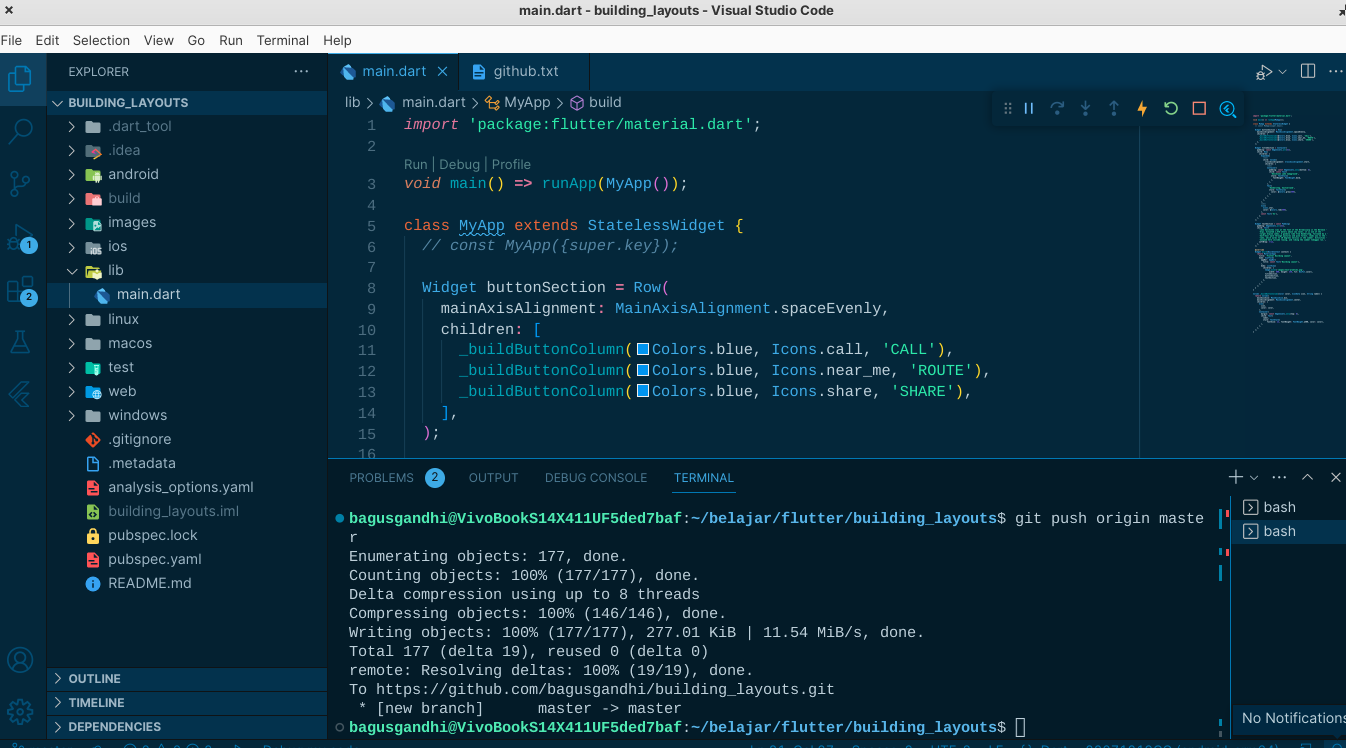 main.dart - building_layouts - Visual Studio Code
File Edit Selection View Go Run Terminal Help
EXPLORER
BUILDING_LAYOUTS
.dart_tool
.idea
android
build
images
ios
lib
main.dart
linux
macos
test
web
windows
.gitignore
.metadata
analysis_options.yaml
building_layouts.iml
pubspec.lock
pubspec.yaml
README.md
OUTLINE
TIMELINE
DEPENDENCIES
1
2
main.dart github.txt
lib > main.dart > MyApp > build
1 import 'package:flutter/material.dart';
2
Run | Debug | Profile
3 void main() => runApp(MyApp());
4
5 class MyApp extends StatelessWidget {
6 // const MyApp({super.key});
7
8 Widget buttonSection = Row(
9 mainAxisAlignment: MainAxisAlignment.spaceEvenly,
10 children: [
11 _buildButtonColumn(Colors.blue, Icons.call, 'CALL'),
12 _buildButtonColumn(Colors.blue, Icons.near_me, 'ROUTE'),
13 _buildButtonColumn(Colors.blue, Icons.share, 'SHARE'),
14 ],
15 );
16
PROBLEMS 2 OUTPUT DEBUG CONSOLE TERMINAL
bagusgandhi@VivoBookS14X411UF5ded7baf:~/belajar/flutter/building_layouts$ git push origin maste
r
Enumerating objects: 177, done.
Counting objects: 100% (177/177), done.
Delta compression using up to 8 threads
Compressing objects: 100% (146/146), done.
Writing objects: 100% (177/177), 277.01 KiB | 11.54 MiB/s, done.
Total 177 (delta 19), reused 0 (delta 0)
remote: Resolving deltas: 100% (19/19), done.
To https://github.com/bagusgandhi/building_layouts.git
* [new branch] master -> master
bagusgandhi@VivoBookS14X411UF5ded7baf:~/belajar/flutter/building_layouts$
bash
bash
No Notifications